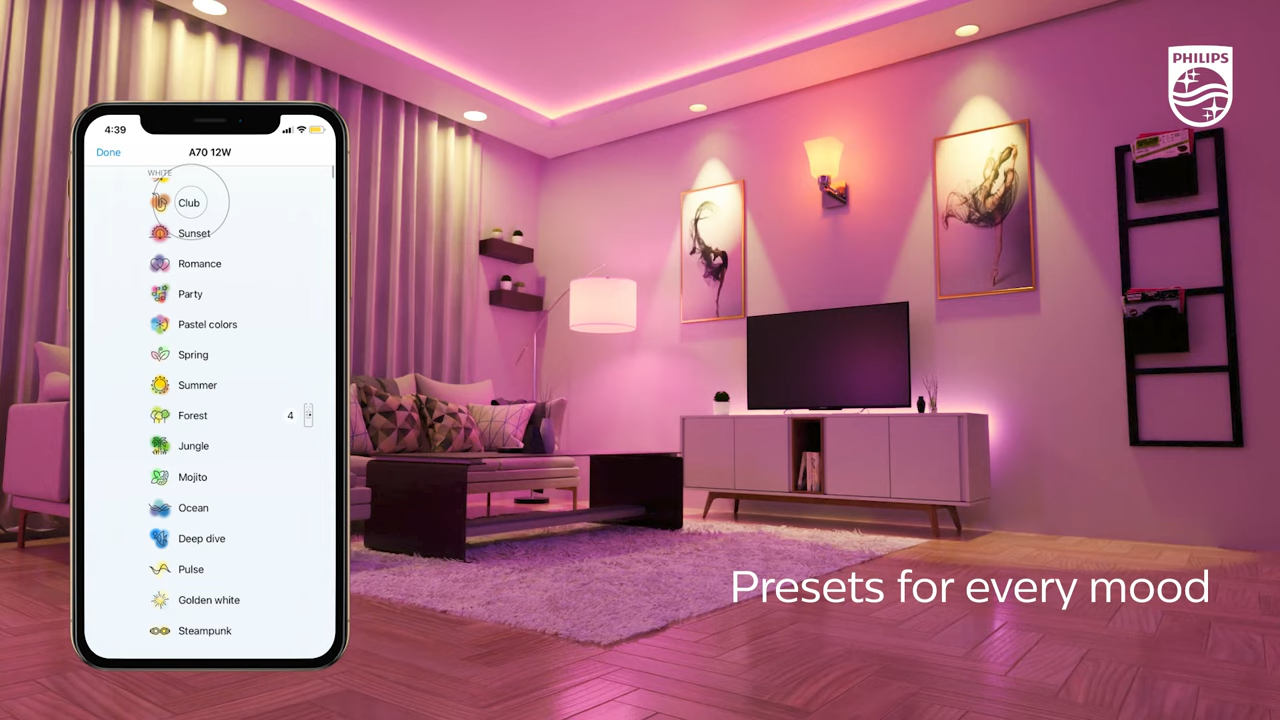 PHILIPS
4:39
Done
A70 12W
WHITE
Club
Sunset
Romance
Party
Pastel colors
Spring
Summer
Forest 4
Jungle
Mojito
Ocean
Deep dive
Pulse
Golden white
Steampunk
Presets for every mood